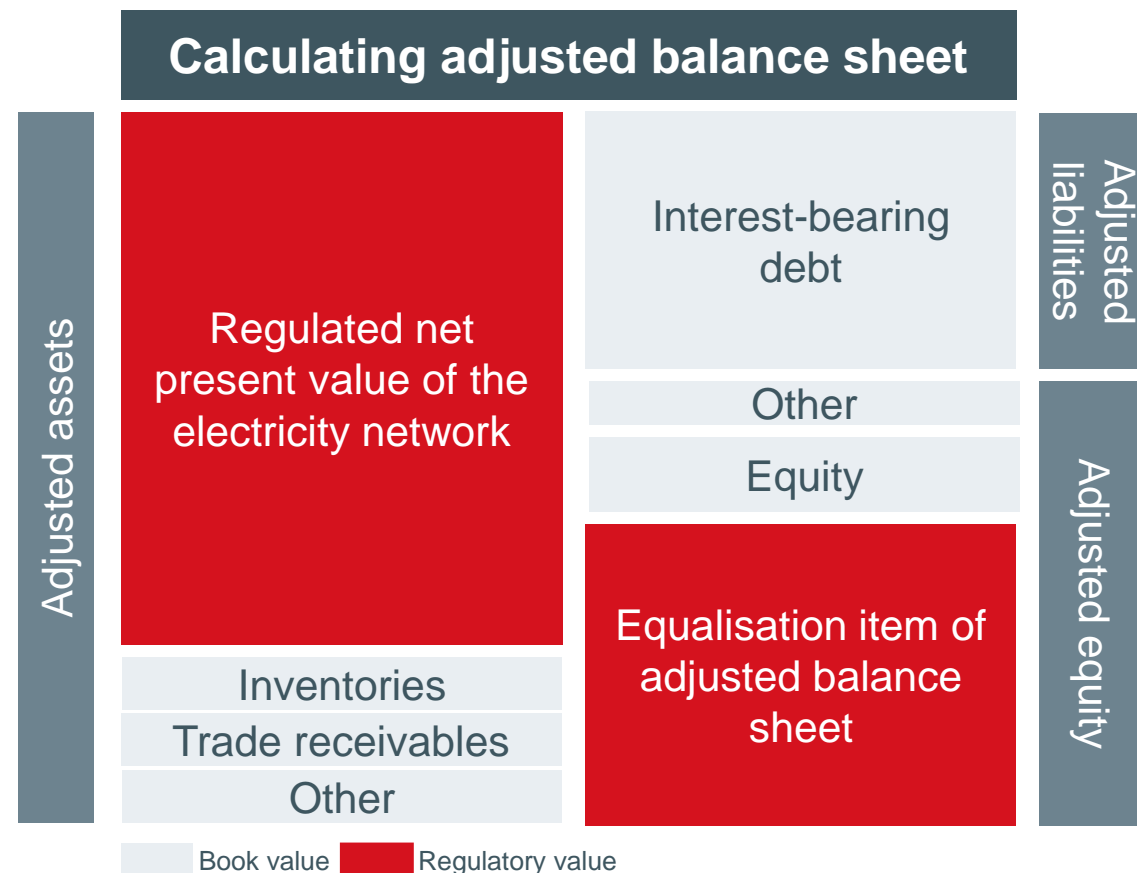 Calculating adjusted balance sheet
Adjusted assets
Regulated net
present value of the
electricity network
Inventories
Trade receivables
Other
Interest-bearing
debt
Other
Equity
Equalisation item of
adjusted balance
sheet
Adjusted
liabilities
Adjusted equity
Book value
Regulatory value